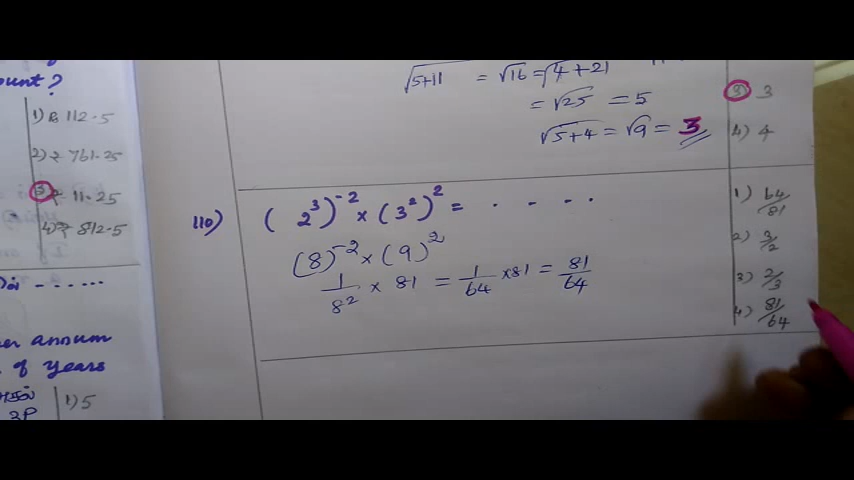 ount?
1) ₨ 112.5
2) ₹ 761.25
3) ₹ 11.25
4) ₹ 812.5
er annum
of years
3P
1) 5
√5+11 = √16 = √4+21
= √25 = 5
√5+4 = √9 = 3
3) 3
4) 4
110) (2³)⁻² × (3²)² = . . . .
(8)⁻² × (9)²
1/8² × 81 = 1/64 × 81 = 81/64
1) 64/81
2) 3/2
3) 2/3
4) 81/64